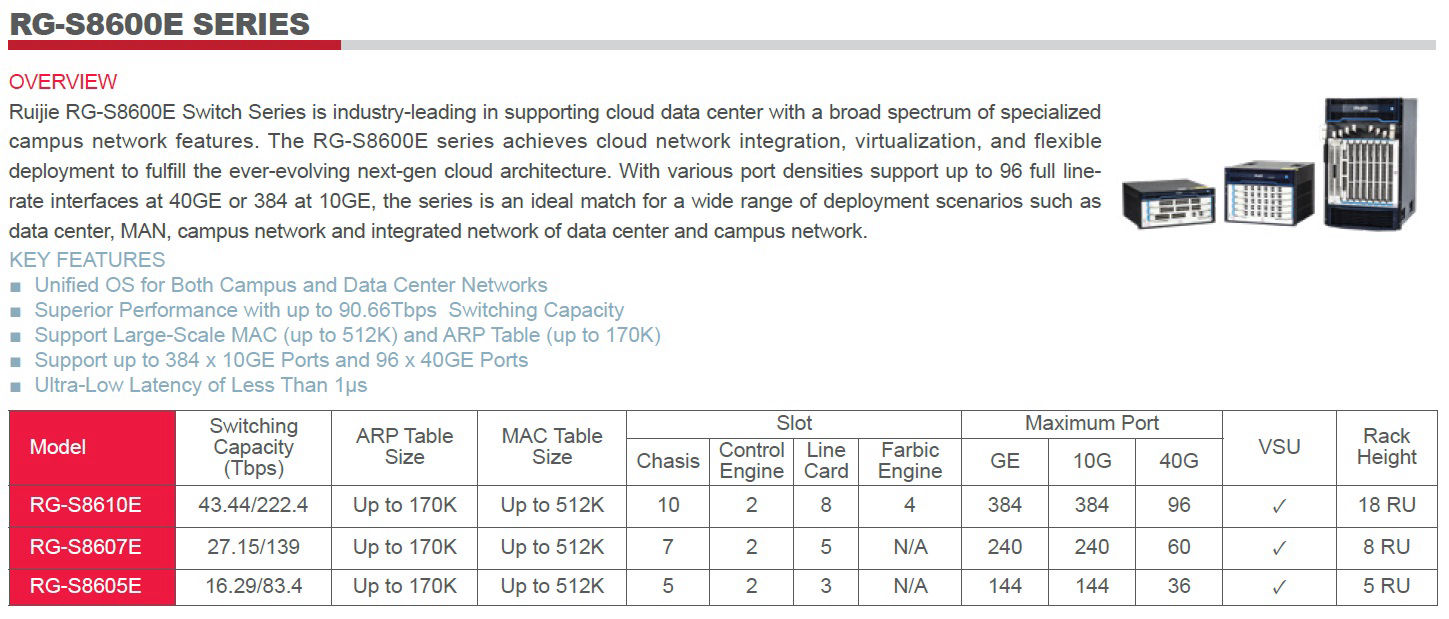 RG-S8600E SERIES
OVERVIEW
Ruijie RG-S8600E Switch Series is industry-leading in supporting cloud data center with a broad spectrum of specialized
campus network features. The RG-S8600E series achieves cloud network integration, virtualization, and flexible
deployment to fulfill the ever-evolving next-gen cloud architecture. With various port densities support up to 96 full line-
rate interfaces at 40GE or 384 at 10GE, the series is an ideal match for a wide range of deployment scenarios such as
data center, MAN, campus network and integrated network of data center and campus network.
KEY FEATURES
■ Unified OS for Both Campus and Data Center Networks
■ Superior Performance with up to 90.66Tbps Switching Capacity
■ Support Large-Scale MAC (up to 512K) and ARP Table (up to 170K)
■ Support up to 384 x 10GE Ports and 96 x 40GE Ports
■ Ultra-Low Latency of Less Than 1µs
Model Switching Capacity (Tbps) ARP Table Size MAC Table Size Slot Maximum Port VSU Rack Height
Chasis Control Engine Line Card Farbic Engine GE 10G 40G
RG-S8610E 43.44/222.4 Up to 170K Up to 512K 10 2 8 4 384 384 96 ✓ 18 RU
RG-S8607E 27.15/139 Up to 170K Up to 512K 7 2 5 N/A 240 240 60 ✓ 8 RU
RG-S8605E 16.29/83.4 Up to 170K Up to 512K 5 2 3 N/A 144 144 36 ✓ 5 RU